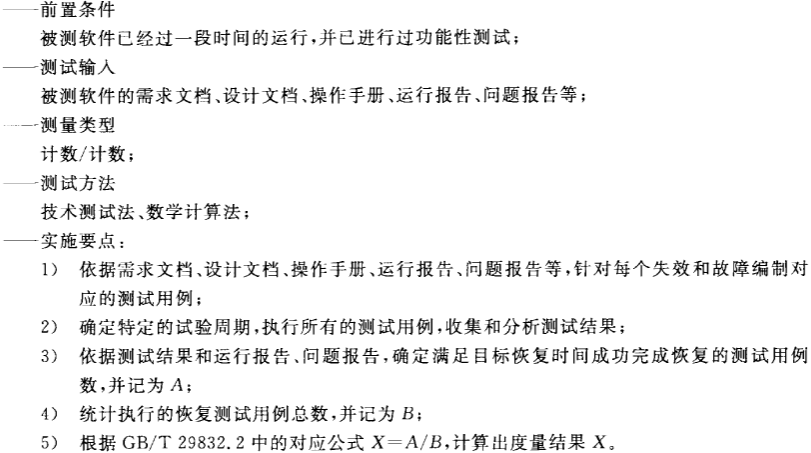 ——前置条件
被测软件已经过一段时间的运行,并已进行过功能性测试;
——测试输入
被测软件的需求文档、设计文档、操作手册、运行报告、问题报告等;
——测量类型
计数/计数;
——测试方法
技术测试法、数学计算法;
——实施要点:
1) 依据需求文档、设计文档、操作手册、运行报告、问题报告等,针对每个失效和故障编制对
应的测试用例;
2) 确定特定的试验周期,执行所有的测试用例,收集和分析测试结果;
3) 依据测试结果和运行报告、问题报告,确定满足目标恢复时间成功完成恢复的测试用例
数,并记为 A;
4) 统计执行的恢复测试用例总数,并记为 B;
5) 根据 GB/T 29832.2 中的对应公式 X=A/B,计算出度量结果 X。